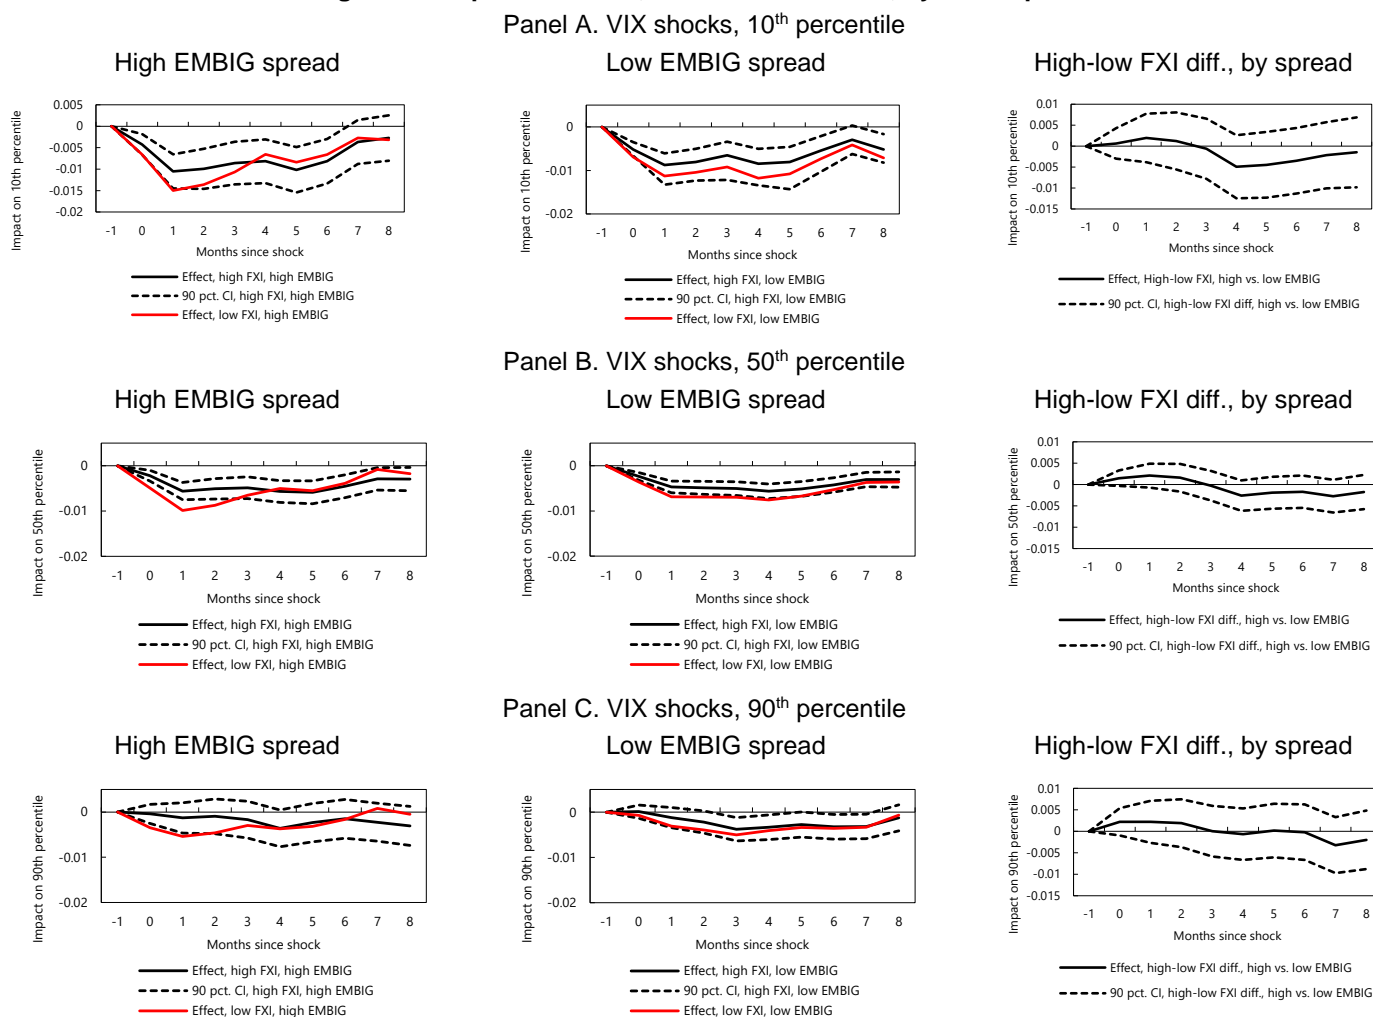 Panel A. VIX shocks, 10th percentile
High EMBIG spread
Low EMBIG spread
High-low FXI diff., by spread
Impact on 10th percentile
0.005
0
-0.005
-0.01
-0.015
-0.02
-1 0 1 2 3 4 5 6 7 8
Months since shock
Effect, high FXI, high EMBIG
90 pct. CI, high FXI, high EMBIG
Effect, low FXI, high EMBIG
Impact on 10th percentile
0
-0.01
-0.02
-1 0 1 2 3 4 5 6 7 8
Months since shock
Effect, high FXI, low EMBIG
90 pct. CI, high FXI, low EMBIG
Effect, low FXI, low EMBIG
Impact on 10th percentile
0.01
0.005
0
-0.005
-0.01
-0.015
-1 0 1 2 3 4 5 6 7 8
Months since shock
Effect, High-low FXI, high vs. low EMBIG
90 pct. CI, high-low FXI diff, high vs. low EMBIG
Panel B. VIX shocks, 50th percentile
High EMBIG spread
Low EMBIG spread
High-low FXI diff., by spread
Impact on 50th percentile
0
-0.01
-0.02
-1 0 1 2 3 4 5 6 7 8
Months since shock
Effect, high FXI, high EMBIG
90 pct. CI, high FXI, high EMBIG
Effect, low FXI, high EMBIG
Impact on 50th percentile
0
-0.01
-0.02
-1 0 1 2 3 4 5 6 7 8
Months since shock
Effect, high FXI, low EMBIG
90 pct. CI, high FXI, low EMBIG
Effect, low FXI, low EMBIG
Impact on 50th percentile
0.01
0.005
0
-0.005
-0.01
-0.015
-1 0 1 2 3 4 5 6 7 8
Months since shock
Effect, high-low FXI diff., high vs. low EMBIG
90 pct. CI, high-low FXI diff., high vs. low EMBIG
Panel C. VIX shocks, 90th percentile
High EMBIG spread
Low EMBIG spread
High-low FXI diff., by spread
Impact on 90th percentile
0
-0.01
-0.02
-1 0 1 2 3 4 5 6 7 8
Months since shock
Effect, high FXI, high EMBIG
90 pct. CI, high FXI, high EMBIG
Effect, low FXI, high EMBIG
Impact on 90th percentile
0
-0.01
-0.02
-1 0 1 2 3 4 5 6 7 8
Months since shock
Effect, high FXI, low EMBIG
90 pct. CI, high FXI, low EMBIG
Effect, low FXI, low EMBIG
Impact on 90th percentile
0.01
0.005
0
-0.005
-0.01
-0.015
-1 0 1 2 3 4 5 6 7 8
Months since shock
Effect, high-low FXI diff., high vs. low EMBIG
90 pct. CI, high-low FXI diff., high vs. low EMBIG